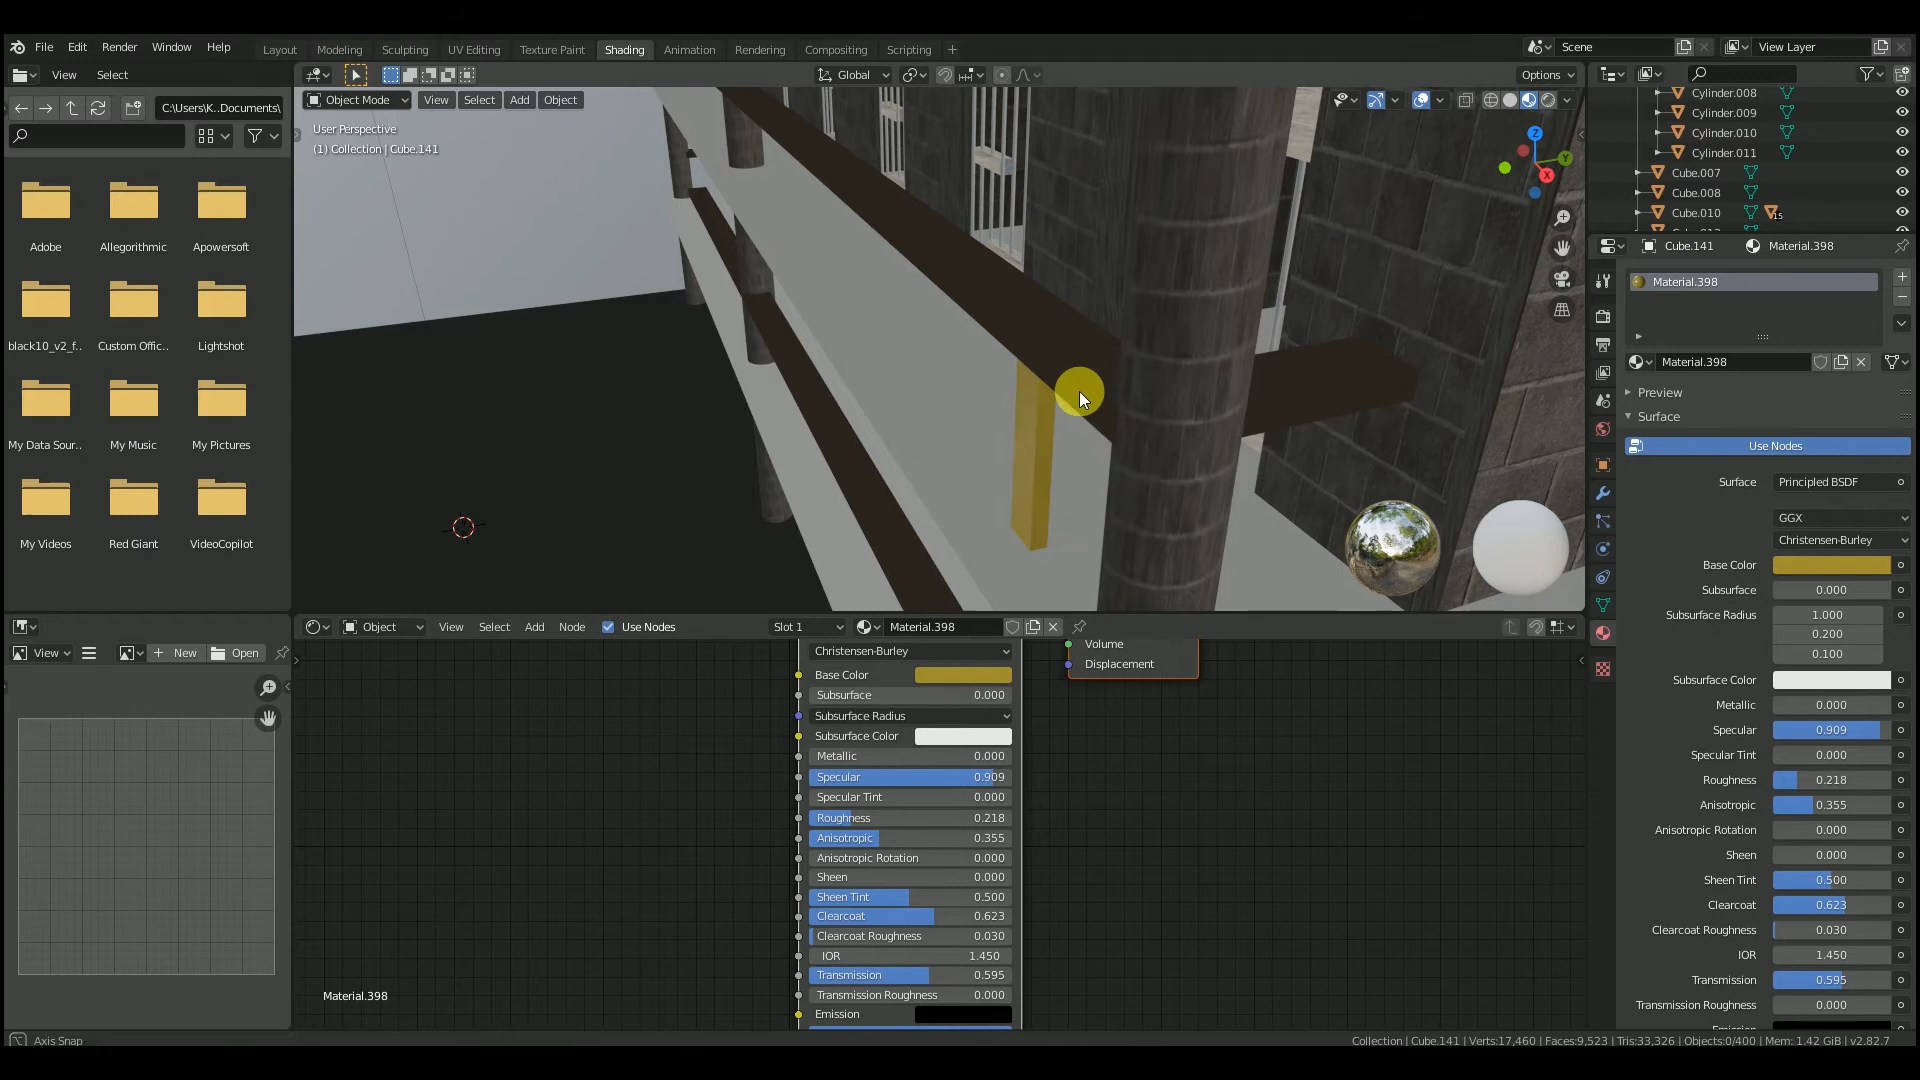 File Edit Render Window Help
Layout Modeling Sculpting UV Editing Texture Paint Shading Animation Rendering Compositing Scripting +
Scene
View Layer
View Select
Global
Options
C:\Users\K..Documents\
Object Mode View Select Add Object
User Perspective
(1) Collection | Cube.141
Z
Y
X
Adobe Allegorithmic Apowersoft
black10_v2_f.. Custom Offic.. Lightshot
My Data Sour.. My Music My Pictures
My Videos Red Giant VideoCopilot
Cylinder.008
Cylinder.009
Cylinder.010
Cylinder.011
Cube.007
Cube.008
Cube.010 15
Cube.141 Material.398
Material.398
Material.398
Preview
Surface
Use Nodes
Surface Principled BSDF
GGX
Christensen-Burley
Base Color
Subsurface 0.000
Subsurface Radius 1.000
0.200
0.100
Subsurface Color
Metallic 0.000
Specular 0.909
Specular Tint 0.000
Roughness 0.218
Anisotropic 0.355
Anisotropic Rotation 0.000
Sheen 0.000
Sheen Tint 0.500
Clearcoat 0.623
Clearcoat Roughness 0.030
IOR 1.450
Transmission 0.595
Transmission Roughness 0.000
View + New Open
Object View Select Add Node Use Nodes Slot 1 Material.398
Christensen-Burley
Base Color
Subsurface 0.000
Subsurface Radius
Subsurface Color
Metallic 0.000
Specular 0.909
Specular Tint 0.000
Roughness 0.218
Anisotropic 0.355
Anisotropic Rotation 0.000
Sheen 0.000
Sheen Tint 0.500
Clearcoat 0.623
Clearcoat Roughness 0.030
IOR 1.450
Transmission 0.595
Transmission Roughness 0.000
Emission
Volume
Displacement
Material.398
Axis Snap
Collection | Cube.141 | Verts:17,460 | Faces:9,523 | Tris:33,326 | Objects:0/400 | Mem: 1.42 GiB | v2.82.7